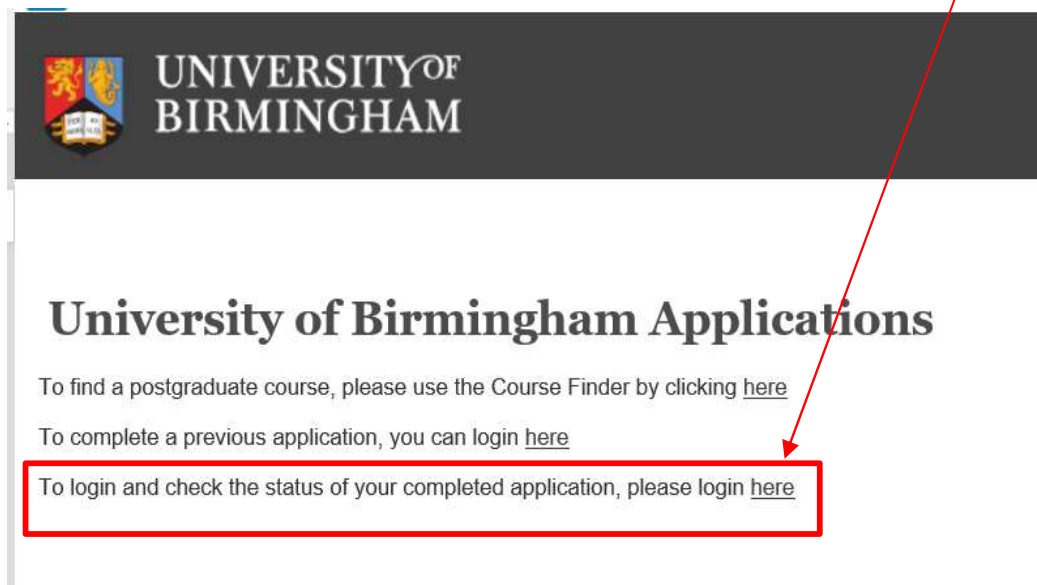 UNIVERSITY OF
BIRMINGHAM
University of Birmingham Applications
To find a postgraduate course, please use the Course Finder by clicking here
To complete a previous application, you can login here
To login and check the status of your completed application, please login here